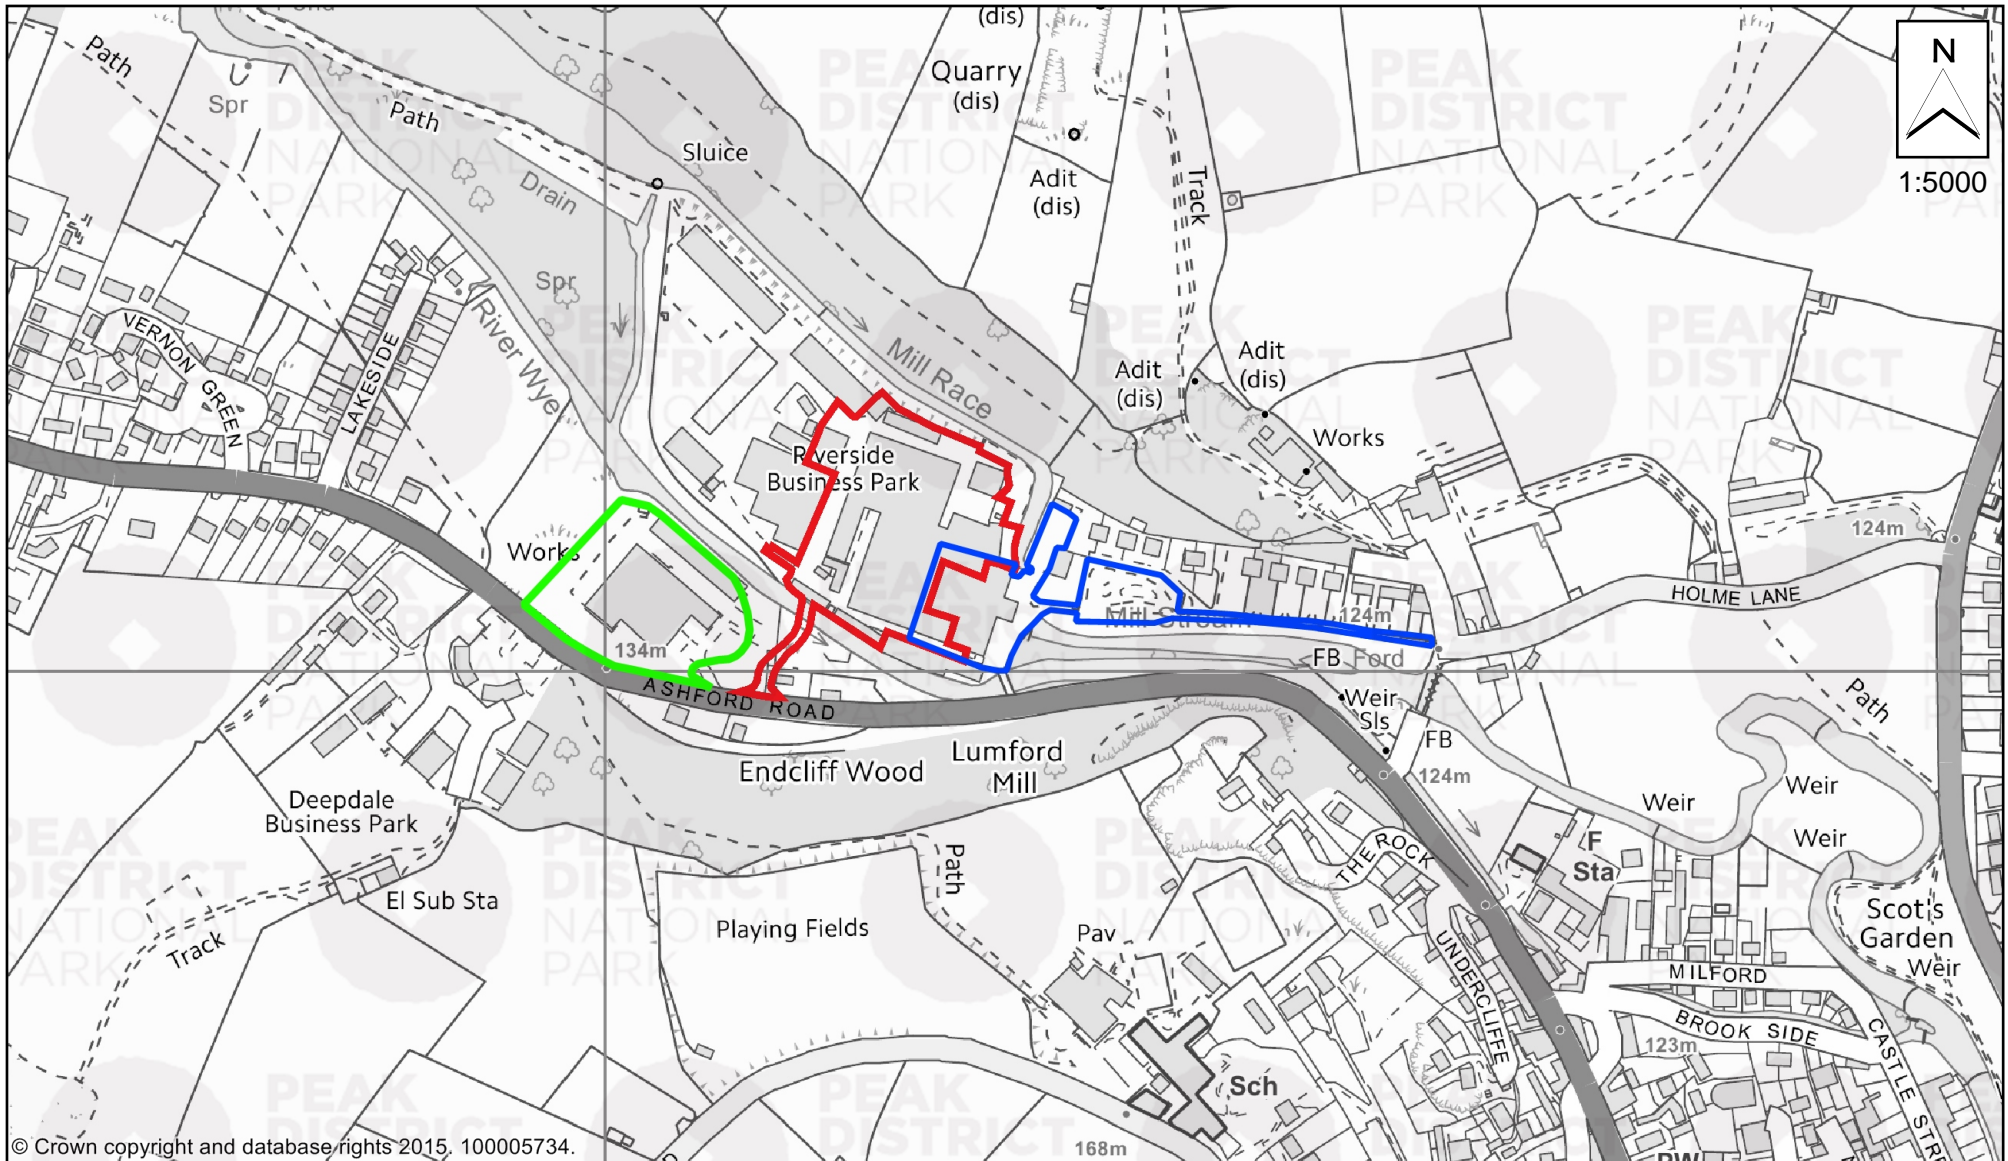 Pond
(dis)
Path
Quarry
(dis)
N
1:5000
Spr
Path
Sluice
Drain
Adit
(dis)
Track
Spr
River Wye
VERNON GREEN
LAKESIDE
Mill Race
Adit
(dis)
Adit
(dis)
Works
Riverside
Business Park
124m
Works
HOLME LANE
124m
Mill Stream
134m
FB
Ford
ASHFORD ROAD
Weir
Sls
FB
Path
124m
Lumford
Mill
Endcliff Wood
Weir
Weir
Weir
Deepdale
Business Park
THE ROCK
F
Sta
El Sub Sta
Path
Playing Fields
Pav
Scot's
Garden
Weir
Track
UNDERCLIFFE
MILFORD
BROOK SIDE
123m
CASTLE STRE
Sch
168m
PW
© Crown copyright and database rights 2015. 100005734.
PEAK
DISTRICT
NATIONAL
PARK